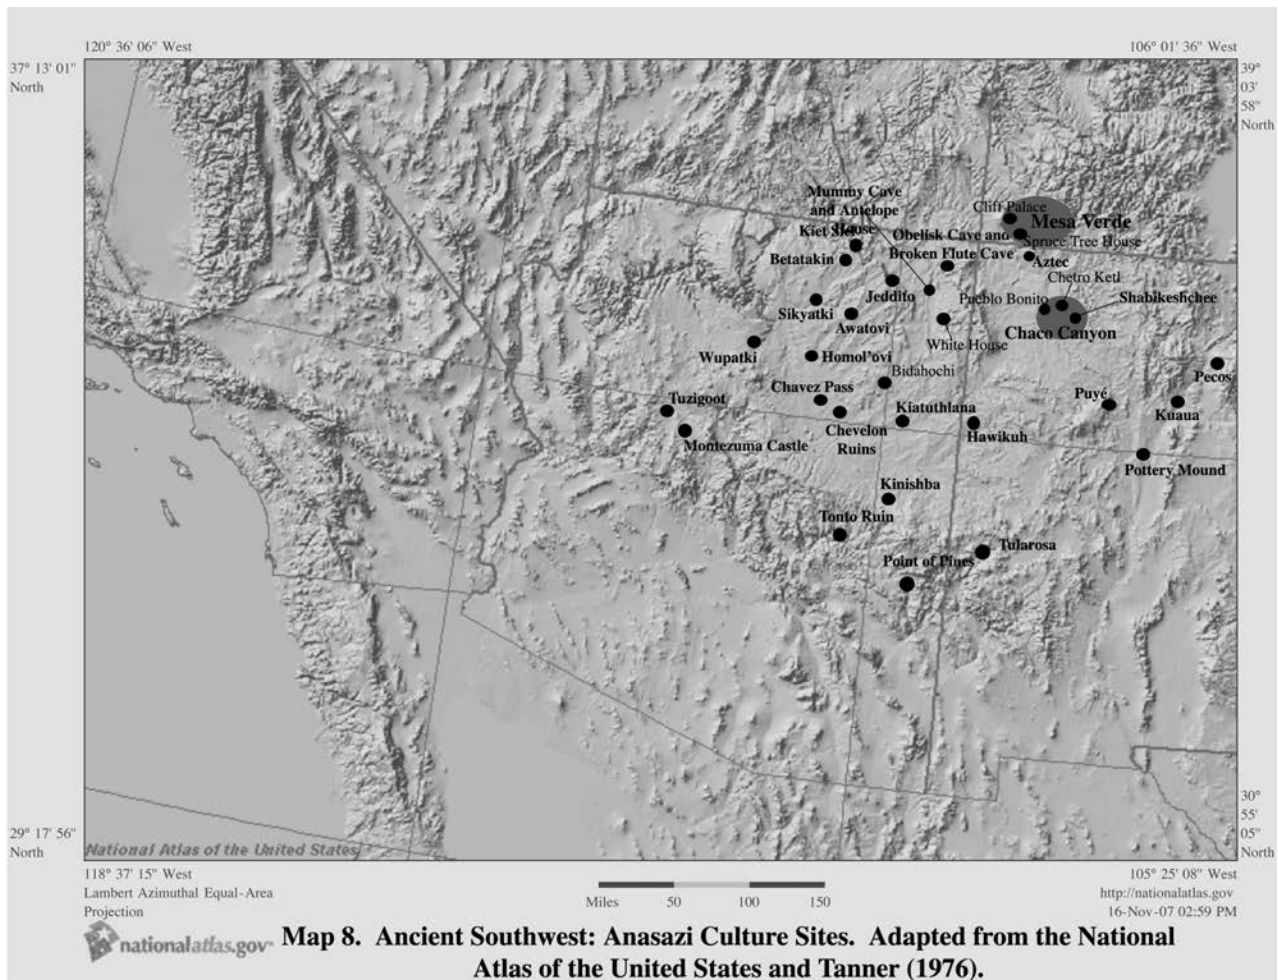 120° 36' 06" West
106° 01' 36" West
37° 13' 01"
North
39°
03'
58"
North
Mummy Cave
and Antelope
House
Kiet Siel
Betatakin
Cliff Palace
Mesa Verde
Obelisk Cave and
Broken Flute Cave
Spruce Tree House
Aztec
Chetro Ketl
Jeddito
Pueblo Bonito
Shabikeshchee
Sikyatki
Awatovi
Chaco Canyon
White House
Wupatki
Homol'ovi
Bidahochi
Pecos
Chavez Pass
Puyé
Kuaua
Tuzigoot
Kiatuthlana
Chevelon
Ruins
Hawikuh
Montezuma Castle
Pottery Mound
Kinishba
Tonto Ruin
Tularosa
Point of Pines
29° 17' 56"
North
30°
55'
05"
North
National Atlas of the United States
118° 37' 15" West
105° 25' 08" West
Lambert Azimuthal Equal-Area
Projection
Miles 50 100 150
http://nationalatlas.gov
16-Nov-07 02:59 PM
nationalatlas.gov
Map 8. Ancient Southwest: Anasazi Culture Sites. Adapted from the National
Atlas of the United States and Tanner (1976).